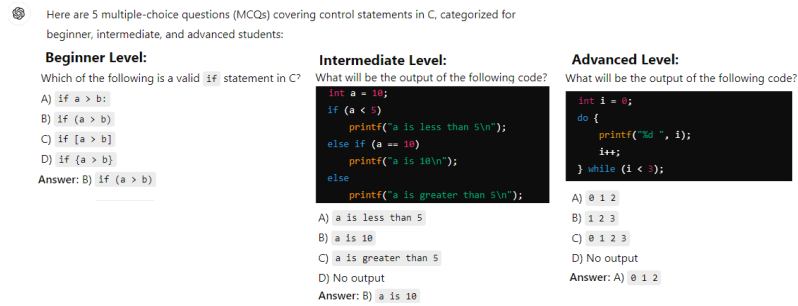 Here are 5 multiple-choice questions (MCQs) covering control statements in C, categorized for
beginner, intermediate, and advanced students:
Beginner Level:
Which of the following is a valid if statement in C?
A) if a > b:
B) if (a > b)
C) if [a > b]
D) if {a > b}
Answer: B) if (a > b)
Intermediate Level:
What will be the output of the following code?
int a = 10;
if (a < 5)
printf("a is less than 5\n");
else if (a == 10)
printf("a is 10\n");
else
printf("a is greater than 5\n");
A) a is less than 5
B) a is 10
C) a is greater than 5
D) No output
Answer: B) a is 10
Advanced Level:
What will be the output of the following code?
int i = 0;
do {
printf("%d ", i);
i++;
} while (i < 3);
A) 0 1 2
B) 1 2 3
C) 0 1 2 3
D) No output
Answer: A) 0 1 2